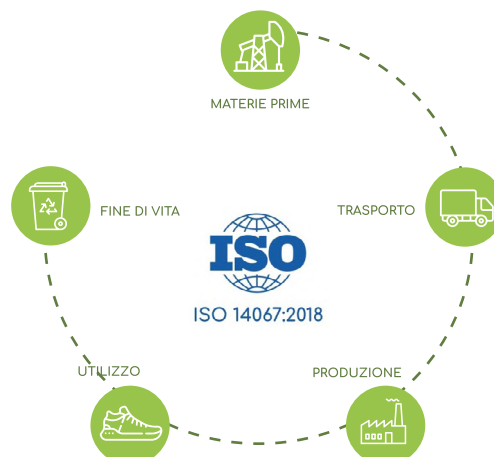 MATERIE PRIME
FINE DI VITA
TRASPORTO
ISO
ISO 14067:2018
UTILIZZO
PRODUZIONE